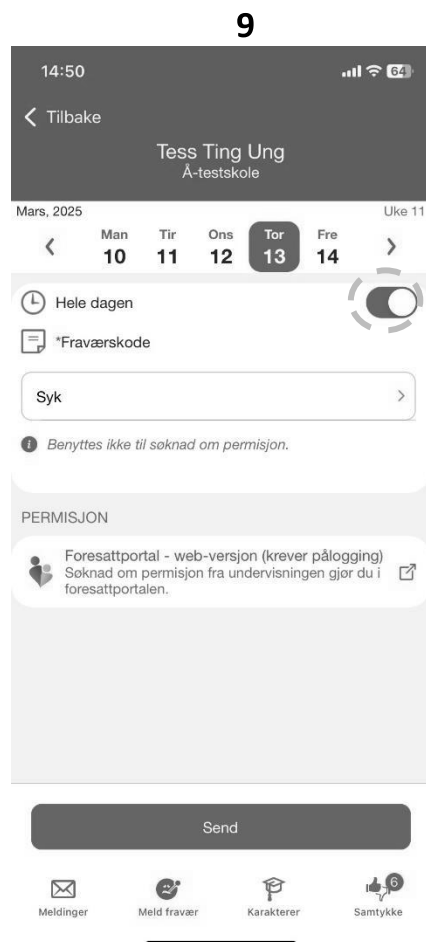 9
14:50
64
Tilbake
Tess Ting Ung
Å-testskole
Mars, 2025 Uke 11
Man Tir Ons Tor Fre
10 11 12 13 14
Hele dagen
*Fraværskode
Syk
Benyttes ikke til søknad om permisjon.
PERMISJON
Foresattportal - web-versjon (krever pålogging)
Søknad om permisjon fra undervisningen gjør du i
foresattportalen.
Send
6
Meldinger Meld fravær Karakterer Samtykke